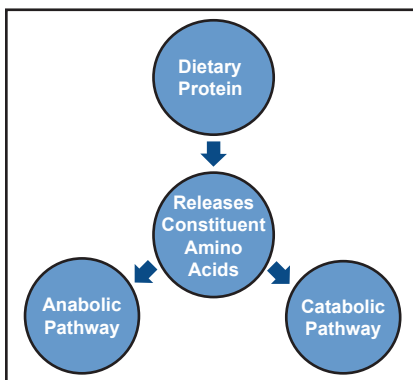 Dietary
Protein
Releases
Constituent
Amino
Acids
Anabolic
Pathway
Catabolic
Pathway